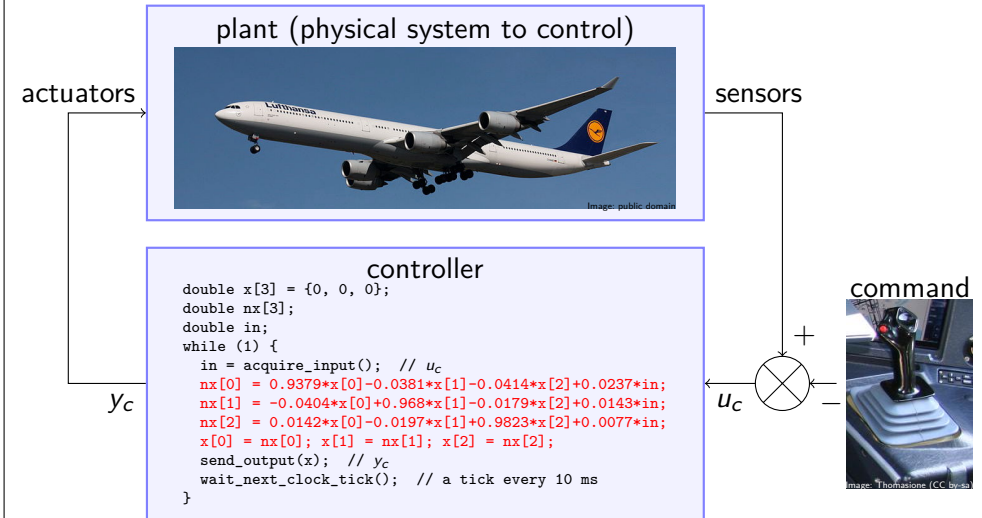 plant (physical system to control)
Lufthansa
actuators
sensors
Image: public domain
controller
double x[3] = {0, 0, 0};
double nx[3];
double in;
while (1) {
in = acquire_input(); // u_c
nx[0] = 0.9379*x[0]-0.0381*x[1]-0.0414*x[2]+0.0237*in;
nx[1] = -0.0404*x[0]+0.968*x[1]-0.0179*x[2]+0.0143*in;
nx[2] = 0.0142*x[0]-0.0197*x[1]+0.9823*x[2]+0.0077*in;
x[0] = nx[0]; x[1] = nx[1]; x[2] = nx[2];
send_output(x); // y_c
wait_next_clock_tick(); // a tick every 10 ms
}
y_c
u_c
+
−
command
Image: Thomasione (CC by-sa)